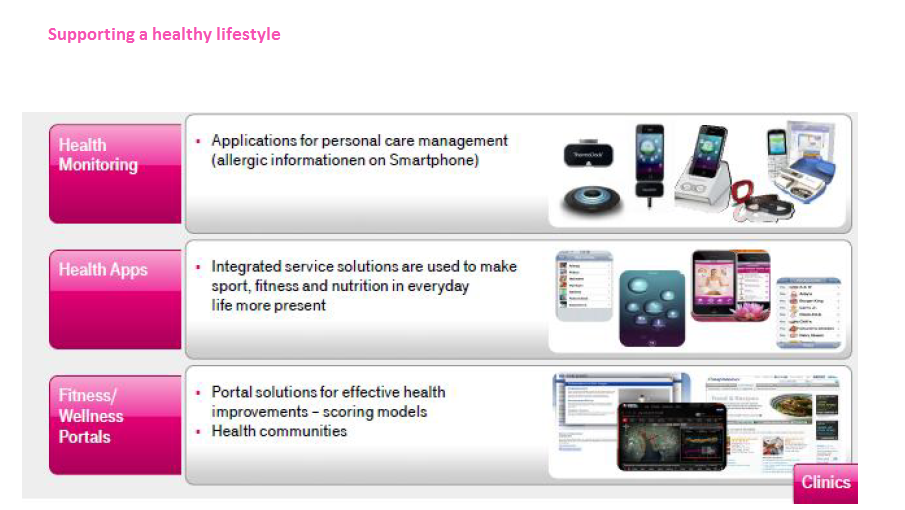 Supporting a healthy lifestyle
Health
Monitoring
▪ Applications for personal care management
(allergic informationen on Smartphone)
Health Apps
▪ Integrated service solutions are used to make
sport, fitness and nutrition in everyday
life more present
Fitness/
Wellness
Portals
▪ Portal solutions for effective health
improvements – scoring models
▪ Health communities
Clinics